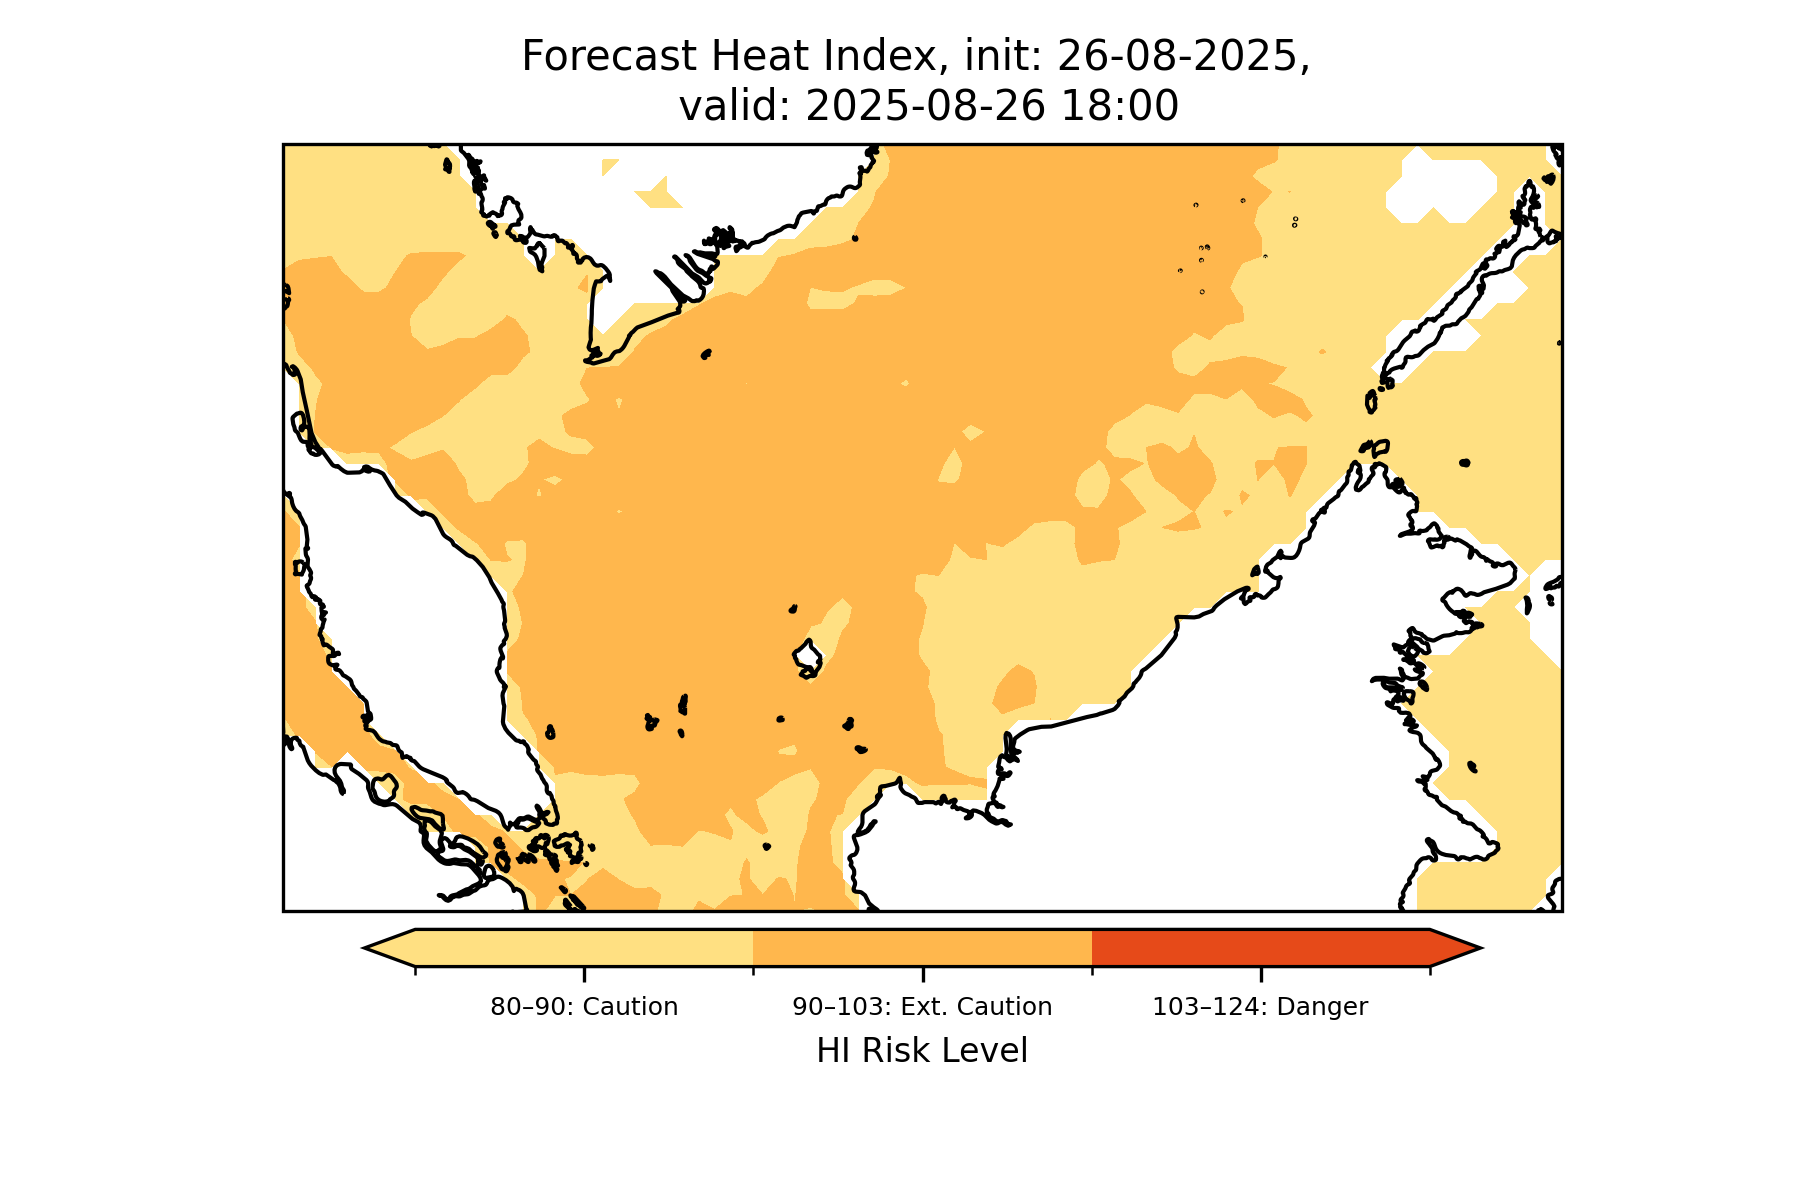 Forecast Heat Index, init: 26-08-2025,
valid: 2025-08-26 18:00
80–90: Caution
90–103: Ext. Caution
103–124: Danger
HI Risk Level